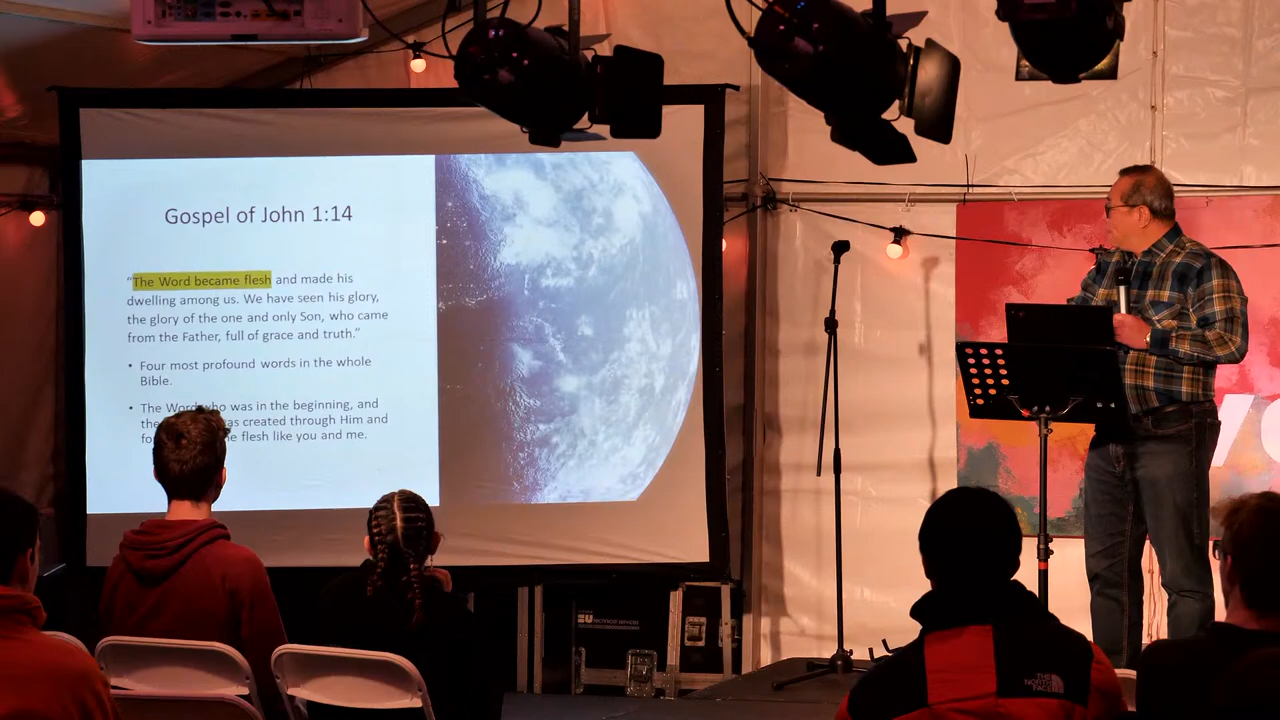 Gospel of John 1:14
“The Word became flesh and made his
dwelling among us. We have seen his glory,
the glory of the one and only Son, who came
from the Father, full of grace and truth.”
• Four most profound words in the whole
Bible.
• The Word who was in the beginning, and
the was created through Him and
flesh like you and me.
THE
NORTH
FACE